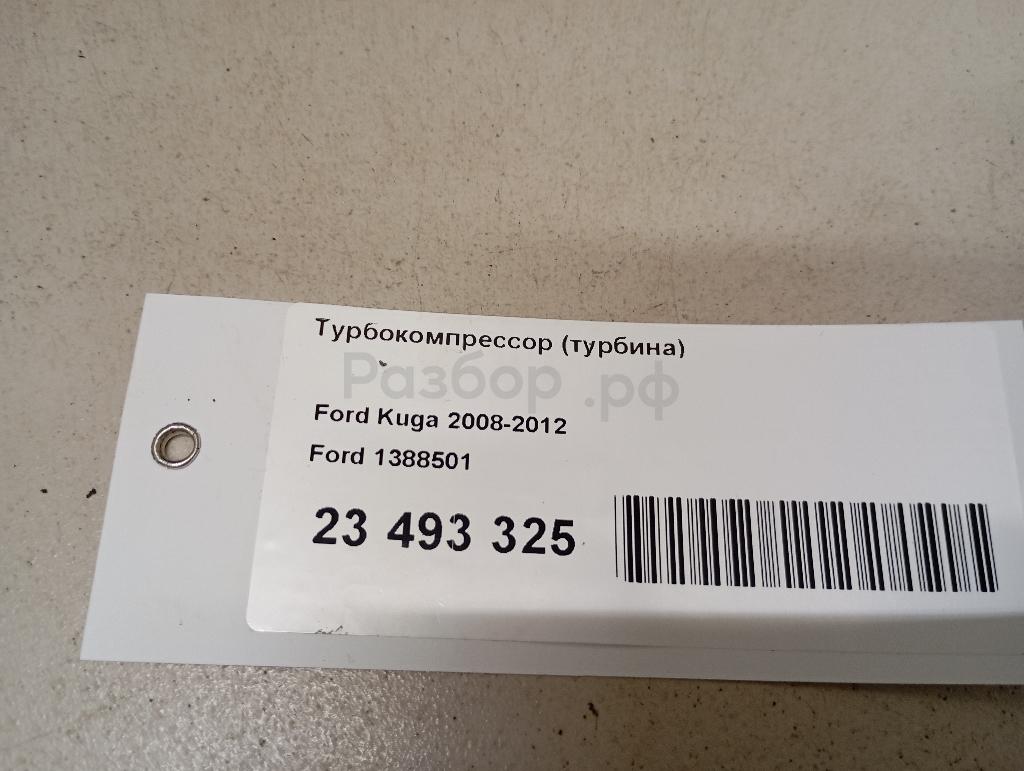 Турбокомпрессор (турбина)
Разбор.рф
Ford Kuga 2008-2012
Ford 1388501
23 493 325